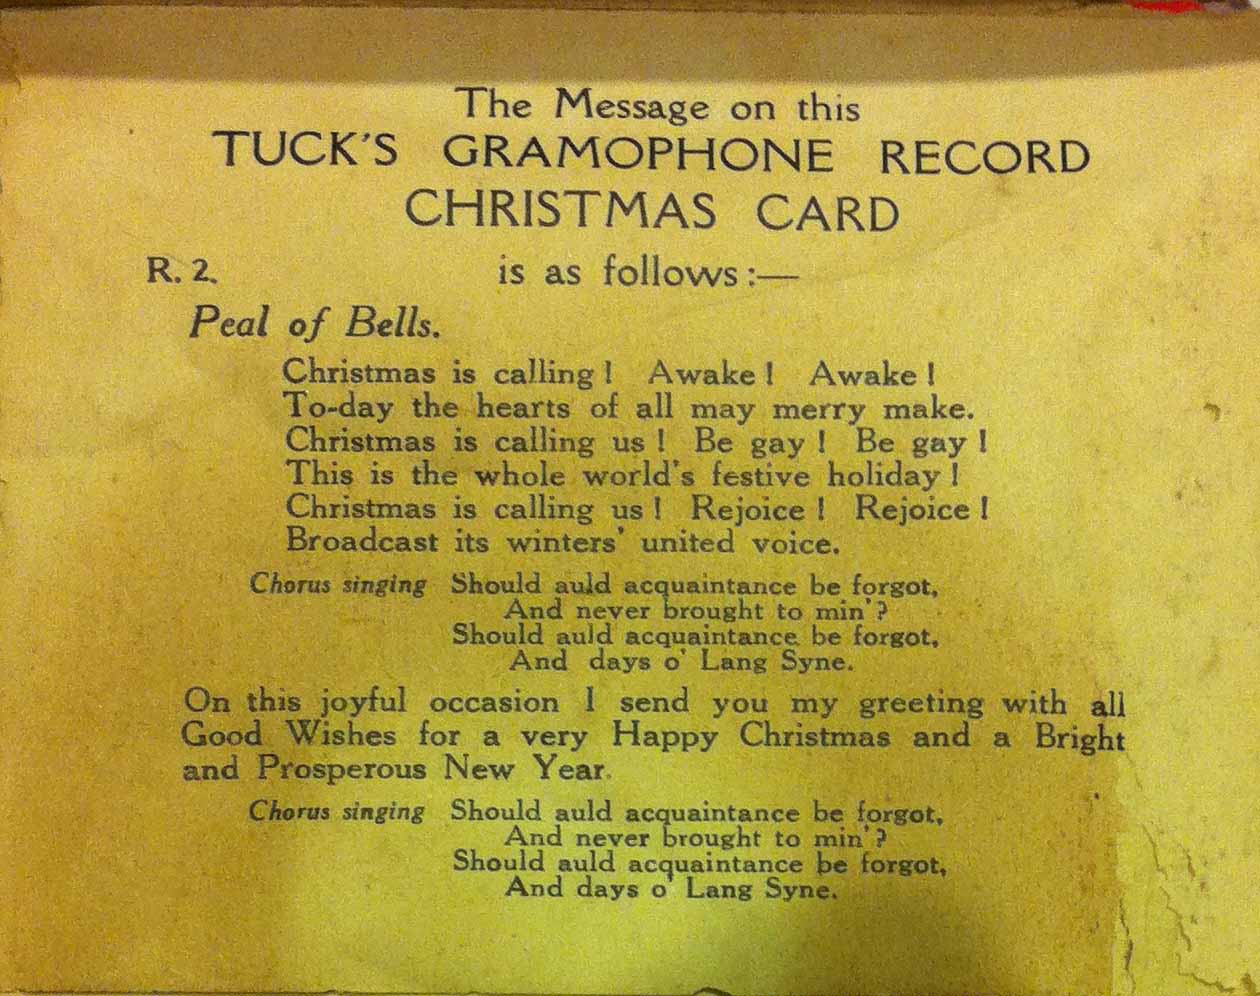 The Message on this
TUCK'S GRAMOPHONE RECORD
CHRISTMAS CARD
R. 2. is as follows:—
Peal of Bells.
Christmas is calling! Awake! Awake!
To-day the hearts of all may merry make.
Christmas is calling us! Be gay! Be gay!
This is the whole world's festive holiday!
Christmas is calling us! Rejoice! Rejoice!
Broadcast its winters' united voice.
Chorus singing Should auld acquaintance be forgot,
And never brought to min'?
Should auld acquaintance be forgot,
And days o' Lang Syne.
On this joyful occasion I send you my greeting with all
Good Wishes for a very Happy Christmas and a Bright
and Prosperous New Year.
Chorus singing Should auld acquaintance be forgot,
And never brought to min'?
Should auld acquaintance be forgot,
And days o' Lang Syne.